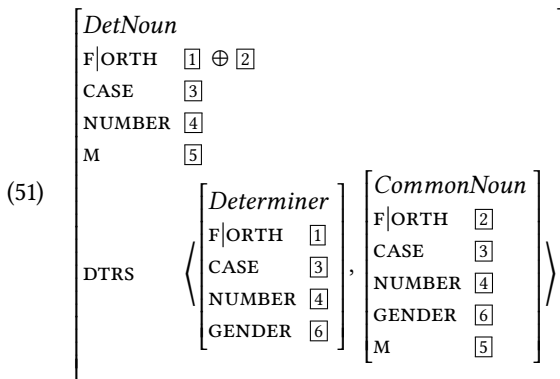 (51)
DetNoun
F|ORTH 1 ⊕ 2
CASE 3
NUMBER 4
M 5
DTRS ⟨ [Determiner
F|ORTH 1
CASE 3
NUMBER 4
GENDER 6] , [CommonNoun
F|ORTH 2
CASE 3
NUMBER 4
GENDER 6
M 5] ⟩